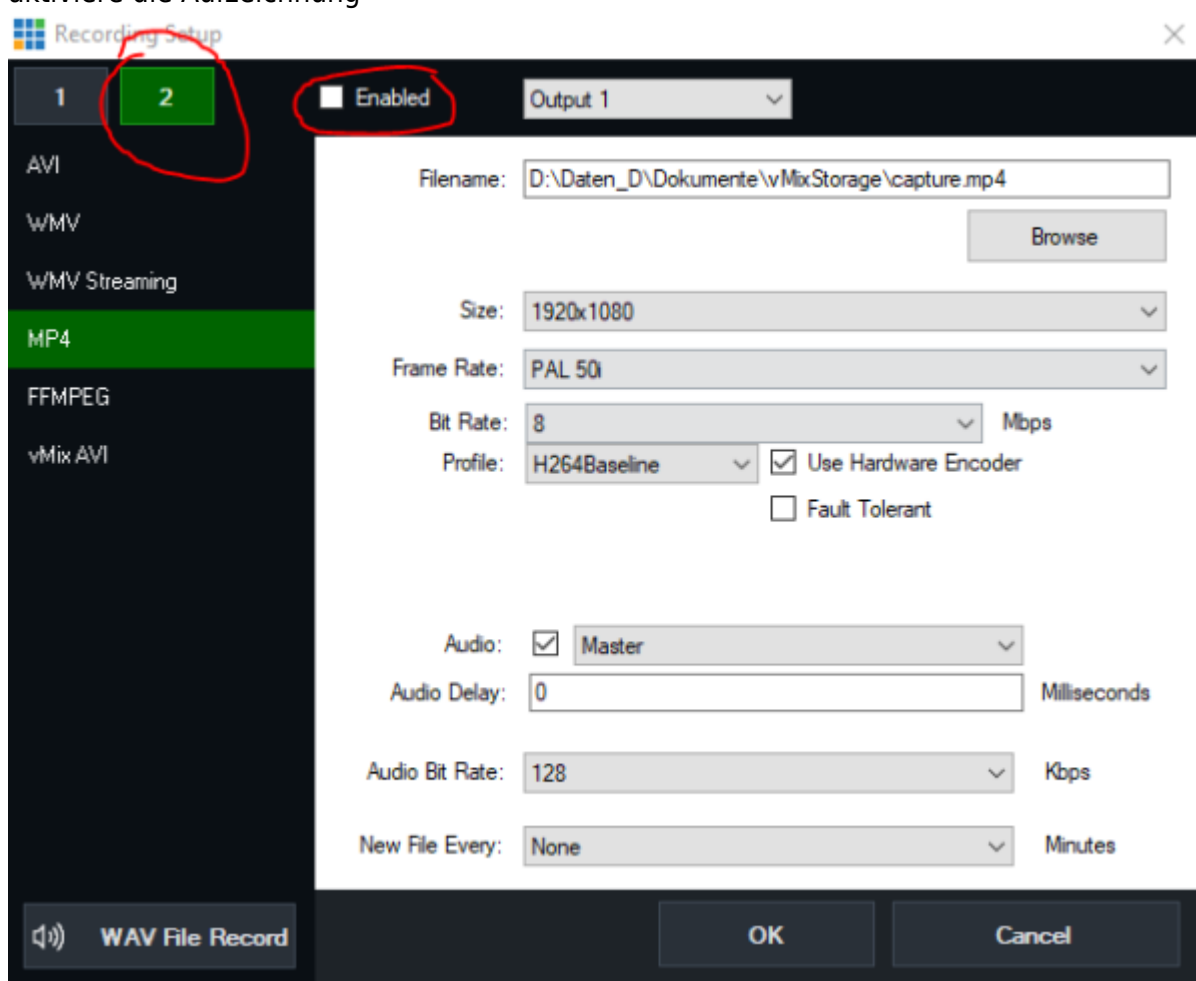 aktiviere die Aufzeichnung
Recording Setup
1 2 Enabled Output 1
AVI
WMV
WMV Streaming
MP4
FFMPEG
vMix AVI
Filename: D:\Daten_D\Dokumente\vMixStorage\capture.mp4
Browse
Size: 1920x1080
Frame Rate: PAL 50i
Bit Rate: 8 Mbps
Profile: H264Baseline Use Hardware Encoder
Fault Tolerant
Audio: Master
Audio Delay: 0 Milliseconds
Audio Bit Rate: 128 Kbps
New File Every: None Minutes
WAV File Record OK Cancel